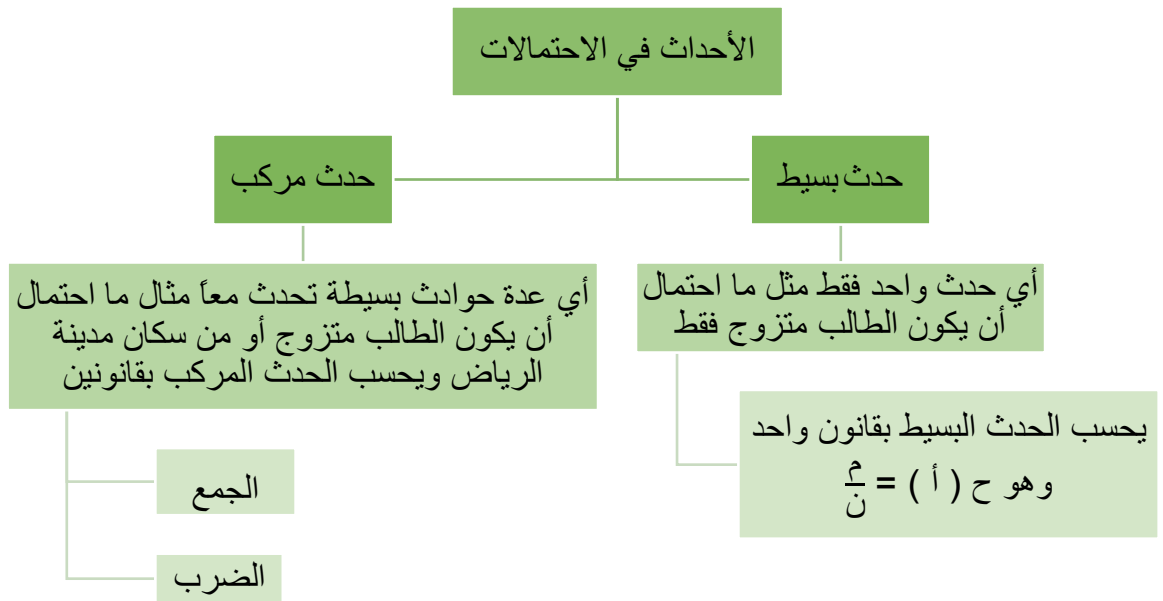 الأحداث في الاحتمالات
حدث بسيط
حدث مركب
أي حدث واحد فقط مثل ما احتمال
أن يكون الطالب متزوج فقط
يحسب الحدث البسيط بقانون واحد
وهو ح ( أ ) = م/ن
أي عدة حوادث بسيطة تحدث معاً مثال ما احتمال
أن يكون الطالب متزوج أو من سكان مدينة
الرياض ويحسب الحدث المركب بقانونين
الجمع
الضرب